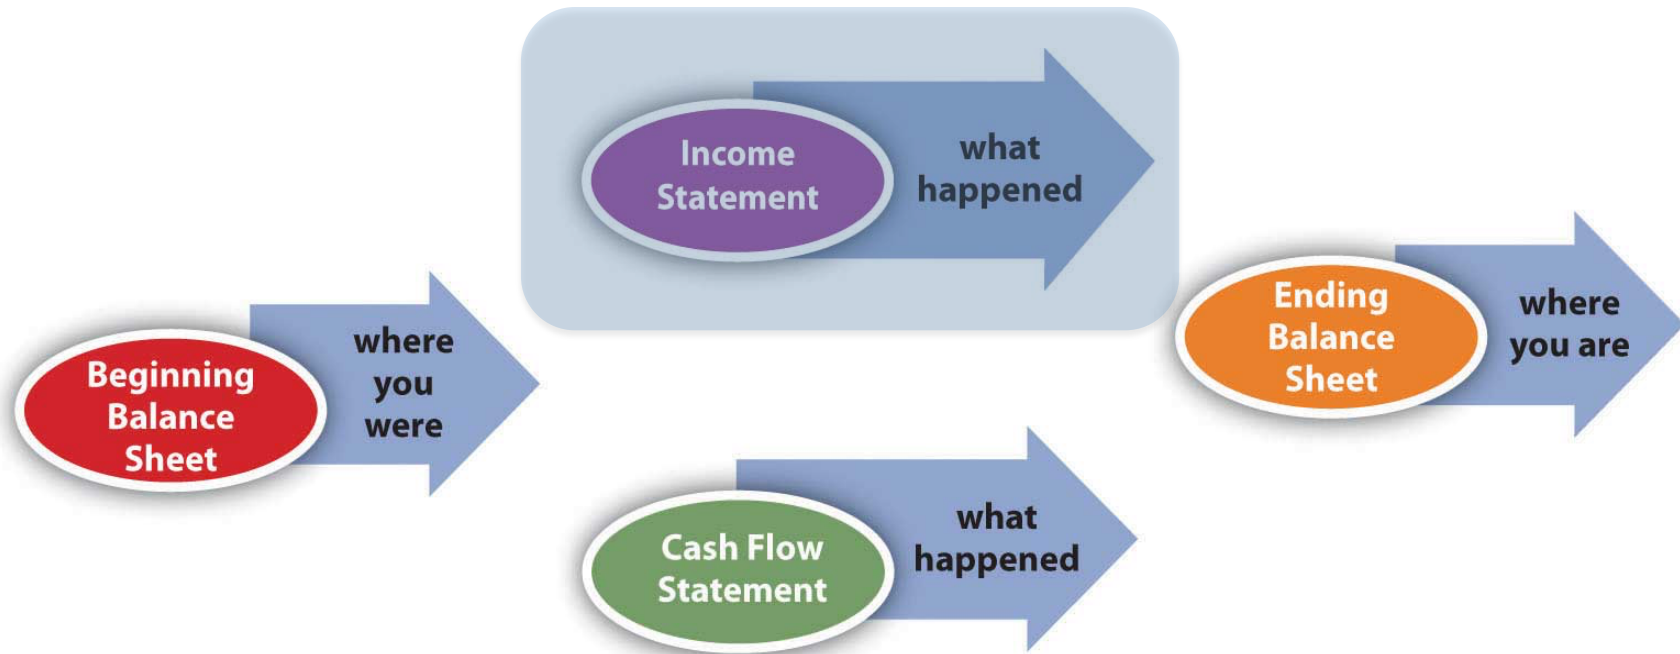 Income
Statement
what
happened
Beginning
Balance
Sheet
where
you
were
Ending
Balance
Sheet
where
you are
Cash Flow
Statement
what
happened